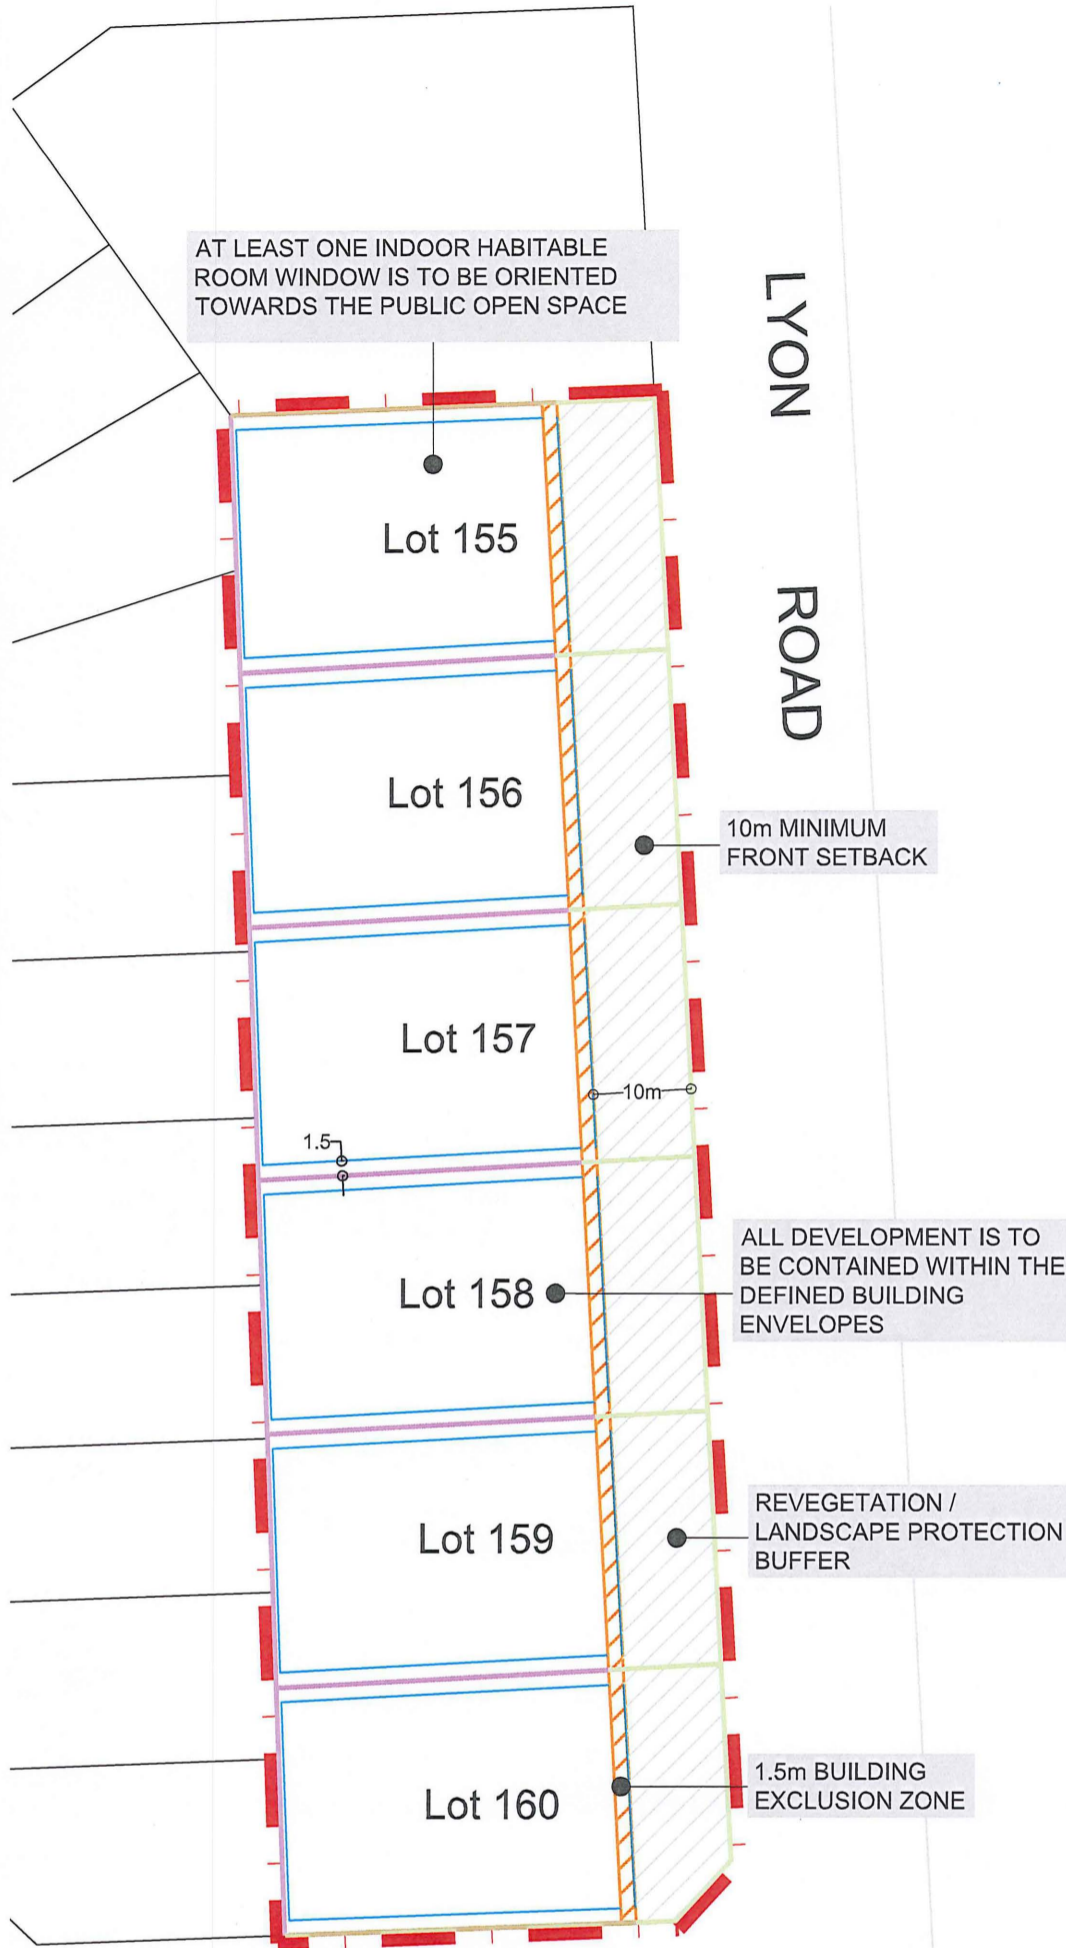 AT LEAST ONE INDOOR HABITABLE
ROOM WINDOW IS TO BE ORIENTED
TOWARDS THE PUBLIC OPEN SPACE
LYON
ROAD
Lot 155
Lot 156
10m MINIMUM
FRONT SETBACK
Lot 157
10m
1.5
ALL DEVELOPMENT IS TO
BE CONTAINED WITHIN THE
DEFINED BUILDING
ENVELOPES
Lot 158
REVEGETATION /
LANDSCAPE PROTECTION
BUFFER
Lot 159
1.5m BUILDING
EXCLUSION ZONE
Lot 160